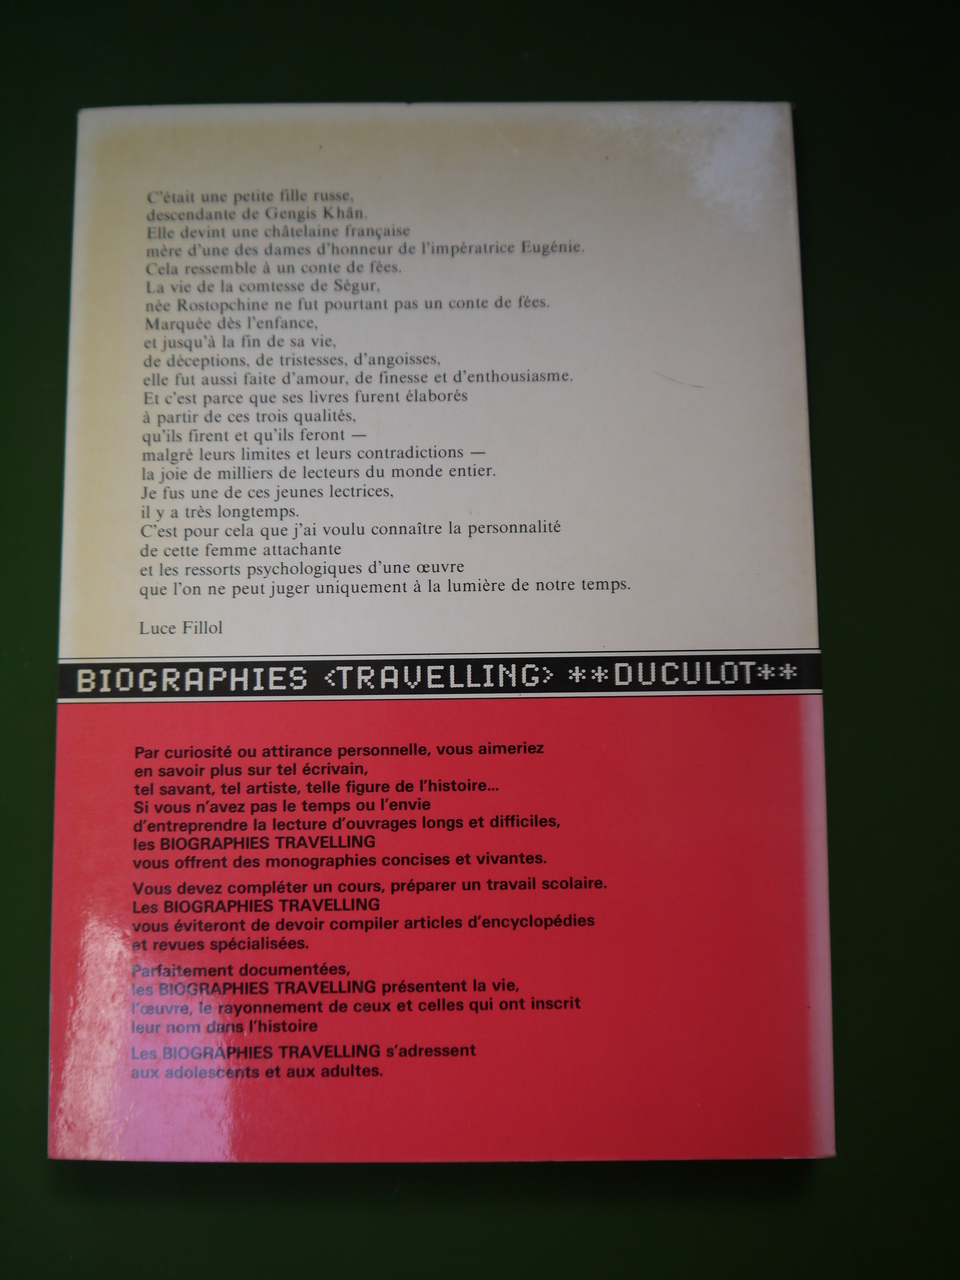 C'était une petite fille russe,
descendante de Gengis Khân.
Elle devint une châtelaine française
mère d'une des dames d'honneur de l'impératrice Eugénie.
Cela ressemble à un conte de fées.
La vie de la comtesse de Ségur,
née Rostopchine ne fut pourtant pas un conte de fées.
Marquée dès l'enfance,
et jusqu'à la fin de sa vie,
de déceptions, de tristesses, d'angoisses,
elle fut aussi faite d'amour, de finesse et d'enthousiasme.
Et c'est parce que ses livres furent élaborés
à partir de ces trois qualités,
qu'ils firent et qu'ils feront —
malgré leurs limites et leurs contradictions —
la joie de milliers de lecteurs du monde entier.
Je fus une de ces jeunes lectrices,
il y a très longtemps.
C'est pour cela que j'ai voulu connaître la personnalité
de cette femme attachante
et les ressorts psychologiques d'une œuvre
que l'on ne peut juger uniquement à la lumière de notre temps.
Luce Fillol
BIOGRAPHIES <TRAVELLING> **DUCULOT**
Par curiosité ou attirance personnelle, vous aimeriez
en savoir plus sur tel écrivain,
tel savant, tel artiste, telle figure de l'histoire...
Si vous n'avez pas le temps ou l'envie
d'entreprendre la lecture d'ouvrages longs et difficiles,
les BIOGRAPHIES TRAVELLING
vous offrent des monographies concises et vivantes.
Vous devez compléter un cours, préparer un travail scolaire.
Les BIOGRAPHIES TRAVELLING
vous éviteront de devoir compiler articles d'encyclopédies
et revues spécialisées.
Parfaitement documentées,
les BIOGRAPHIES TRAVELLING présentent la vie,
l'œuvre, le rayonnement de ceux et celles qui ont inscrit
leur nom dans l'histoire
Les BIOGRAPHIES TRAVELLING s'adressent
aux adolescents et aux adultes.